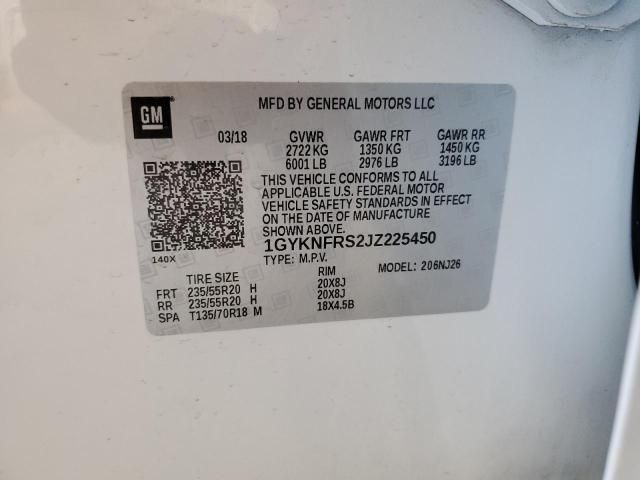 GM
MFD BY GENERAL MOTORS LLC
03/18 GVWR GAWR FRT GAWR RR
2722 KG 1350 KG 1450 KG
6001 LB 2976 LB 3196 LB
THIS VEHICLE CONFORMS TO ALL
APPLICABLE U.S. FEDERAL MOTOR
VEHICLE SAFETY STANDARDS IN EFFECT
ON THE DATE OF MANUFACTURE
SHOWN ABOVE.
1GYKNFRS2JZ225450
140X
TYPE: M.P.V. MODEL: 206NJ26
TIRE SIZE RIM
FRT 235/55R20 H 20X8J
RR 235/55R20 H 20X8J
SPA T135/70R18 M 18X4.5B